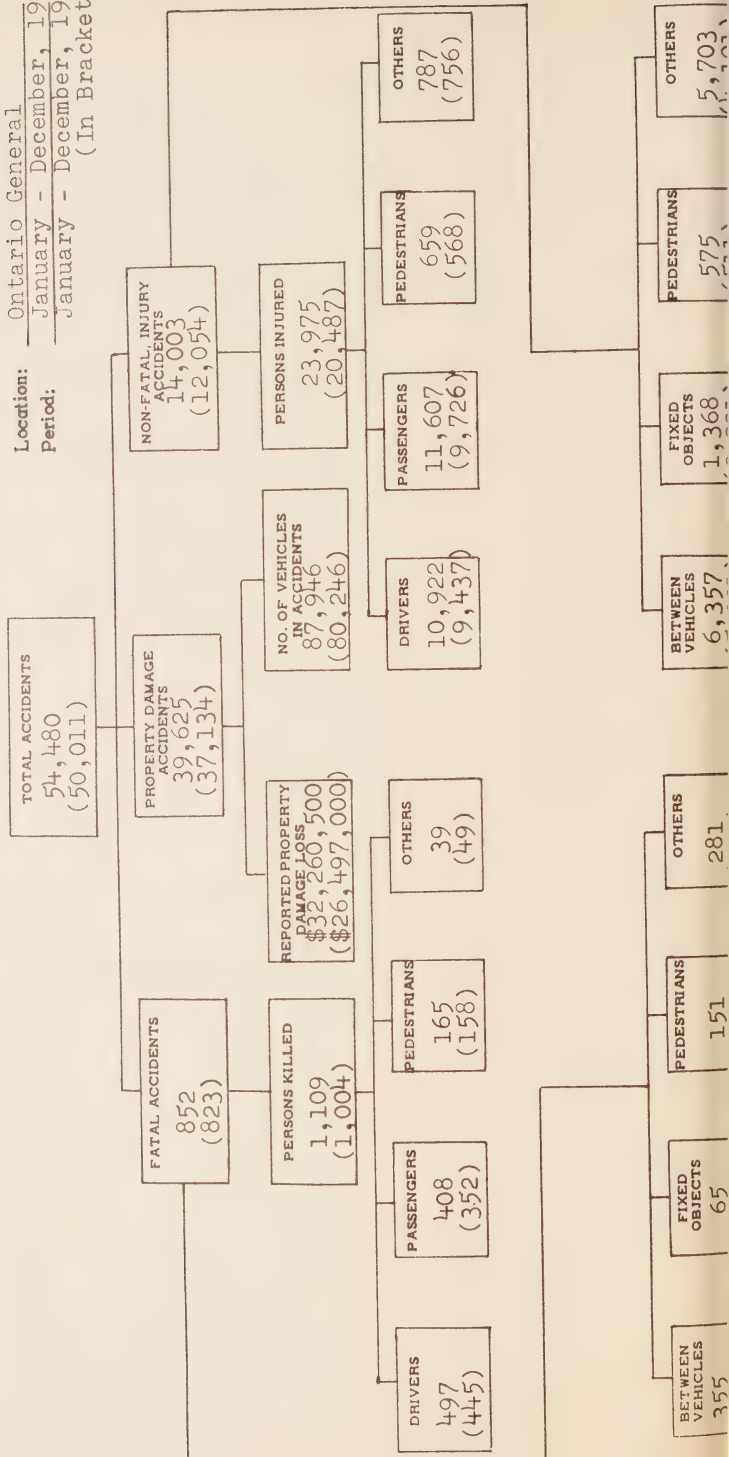 Location: Ontario General
Period: January - December, 19
January - December, 19
(In Bracket
TOTAL ACCIDENTS
54,480
(50,011)
FATAL ACCIDENTS
852
(823)
PROPERTY DAMAGE
ACCIDENTS
39,625
(37,134)
NON-FATAL, INJURY
ACCIDENTS
14,003
(12,054)
PERSONS KILLED
1,109
(1,004)
REPORTED PROPERTY
DAMAGE LOSS
$32,260,500
($26,497,000)
NO. OF VEHICLES
IN ACCIDENTS
87,946
(80,246)
PERSONS INJURED
23,975
(20,487)
DRIVERS
497
(445)
PASSENGERS
408
(352)
PEDESTRIANS
165
(158)
OTHERS
39
(49)
DRIVERS
10,922
(9,437)
PASSENGERS
11,607
(9,726)
PEDESTRIANS
659
(568)
OTHERS
787
(756)
BETWEEN
VEHICLES
355
FIXED
OBJECTS
65
PEDESTRIANS
151
OTHERS
281
BETWEEN
VEHICLES
6,357
FIXED
OBJECTS
1,368
PEDESTRIANS
575
OTHERS
5,703